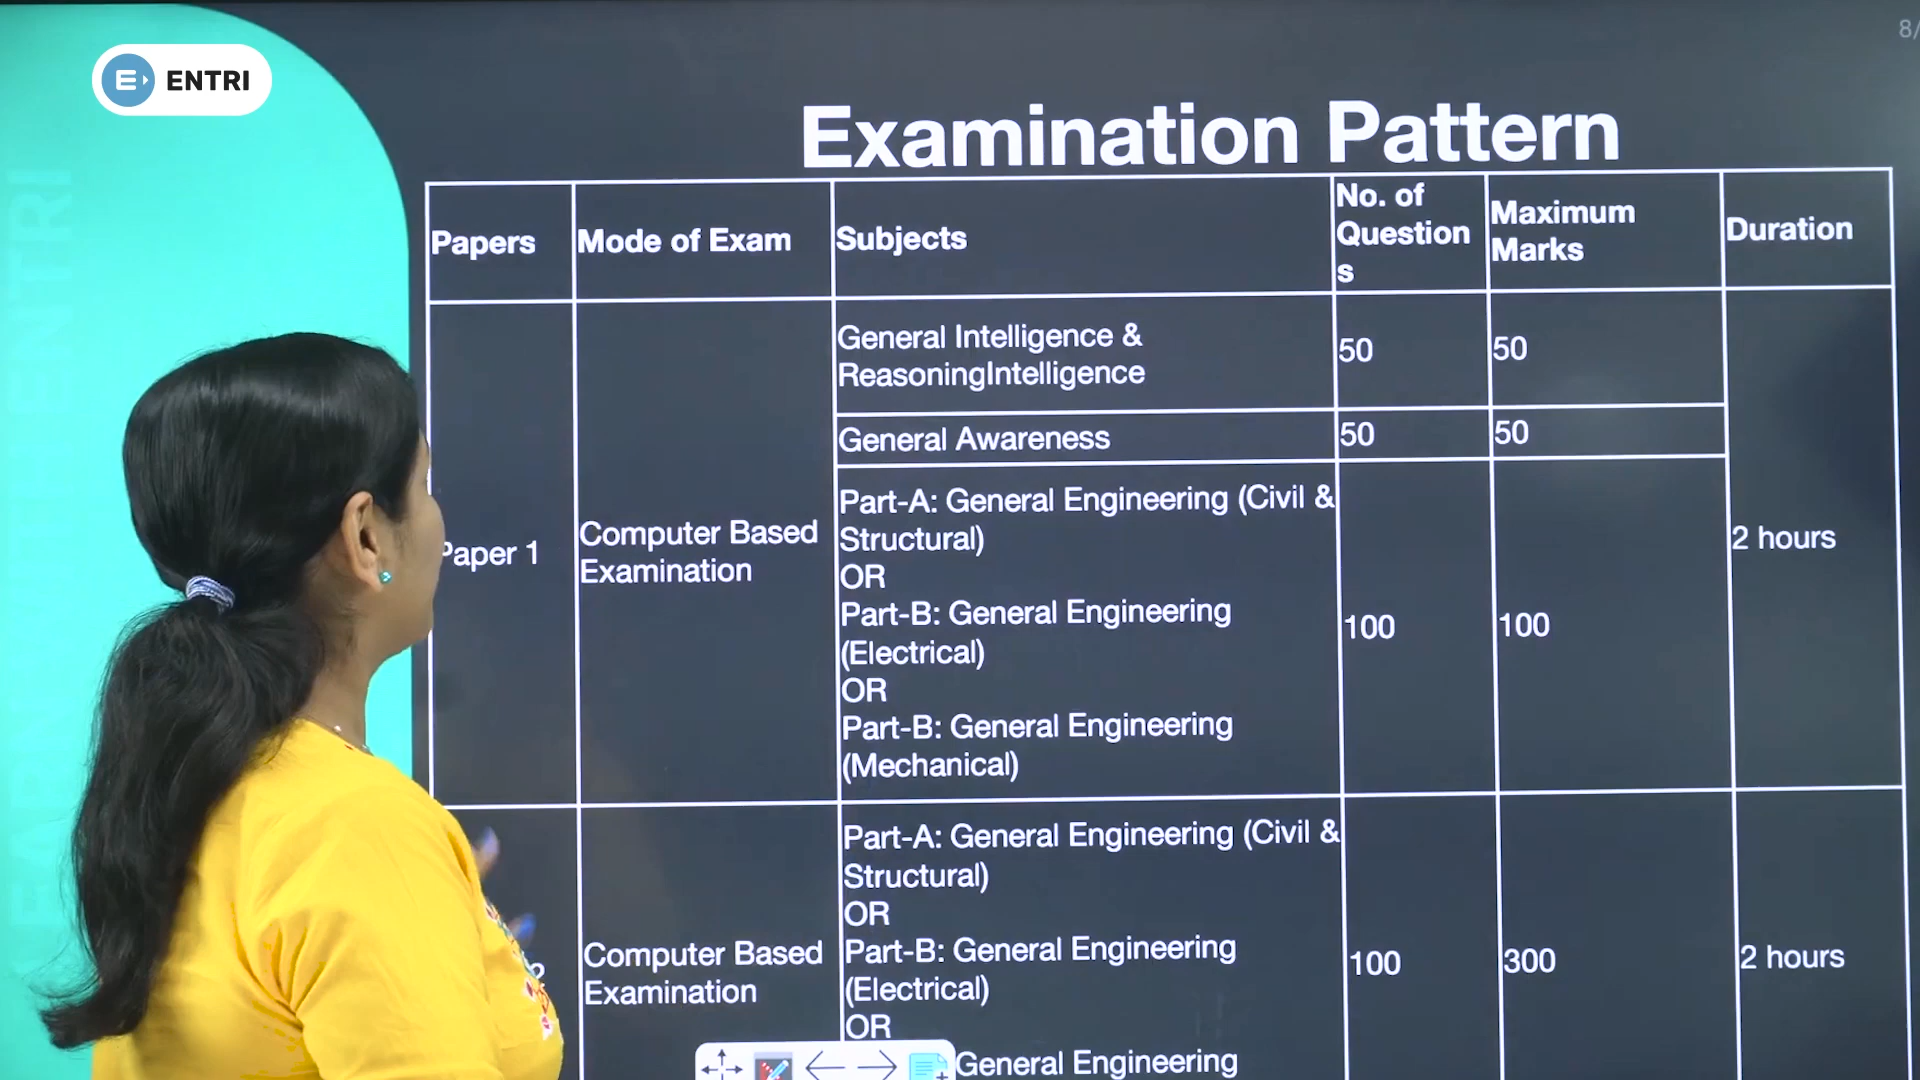 ENTRI
8/
Examination Pattern
Papers
Mode of Exam
Subjects
No. of
Question
s
Maximum
Marks
Duration
Paper 1
Computer Based
Examination
General Intelligence &
ReasoningIntelligence
50
50
2 hours
General Awareness
50
50
Part-A: General Engineering (Civil &
Structural)
OR
Part-B: General Engineering
(Electrical)
OR
Part-B: General Engineering
(Mechanical)
100
100
Computer Based
Examination
Part-A: General Engineering (Civil &
Structural)
OR
Part-B: General Engineering
(Electrical)
OR
General Engineering
100
300
2 hours